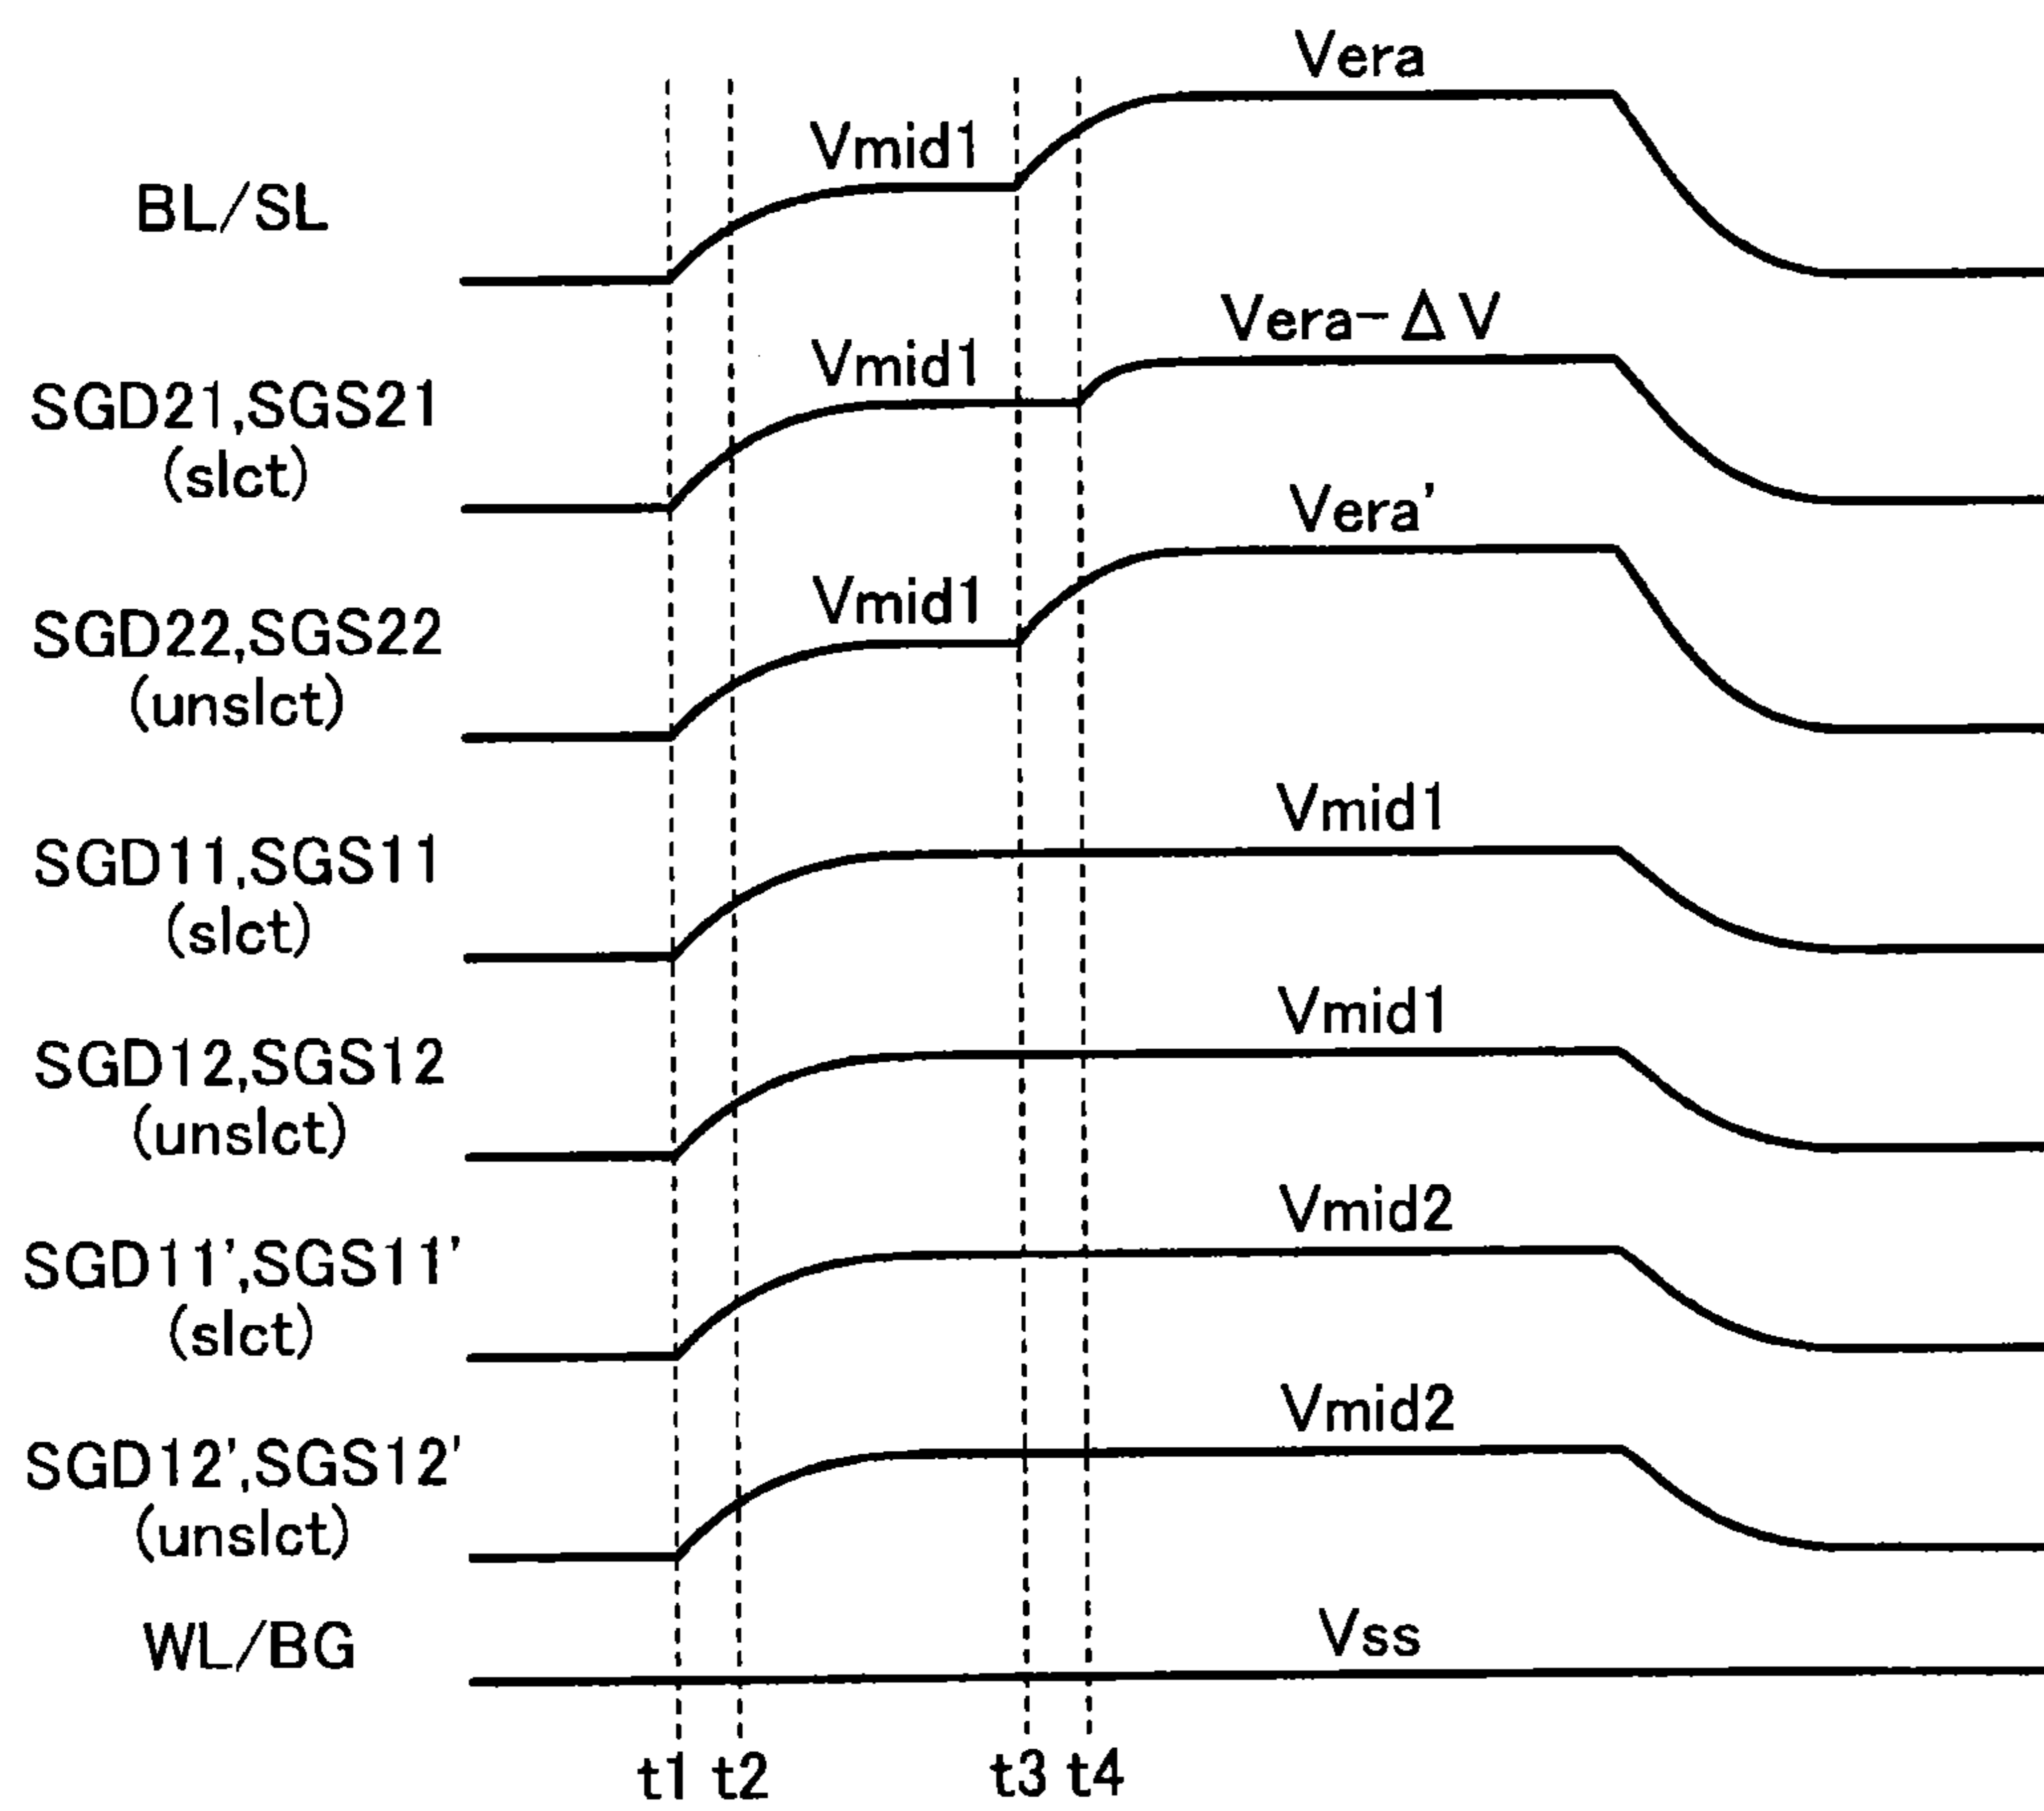 Vera
Vmid1
BL/SL
Vera-ΔV
Vmid1
SGD21,SGS21
(slct)
Vera'
Vmid1
SGD22,SGS22
(unslct)
Vmid1
SGD11,SGS11
(slct)
Vmid1
SGD12,SGS12
(unslct)
Vmid2
SGD11',SGS11'
(slct)
Vmid2
SGD12',SGS12'
(unslct)
Vss
WL/BG
t1 t2 t3 t4